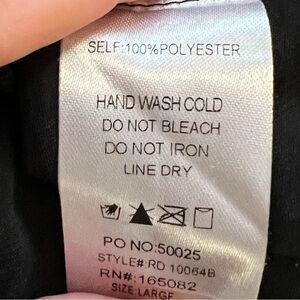 SELF:100%POLYESTER
HAND WASH COLD
DO NOT BLEACH
DO NOT IRON
LINE DRY
PO NO:50025
STYLE#:RD 10064B
RN#:165082
SIZE:LARGE